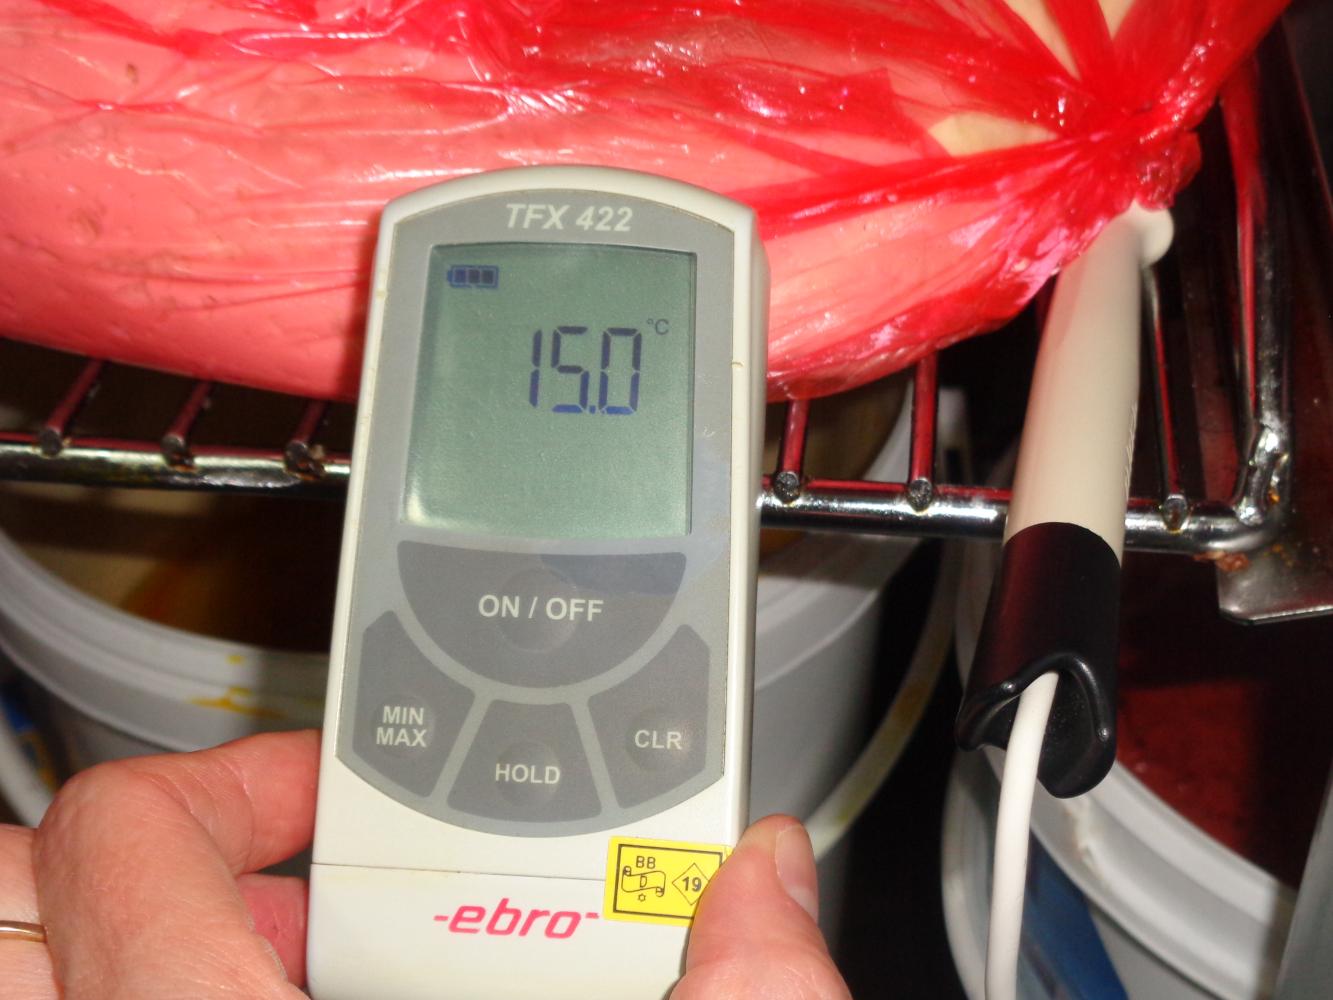 TFX 422
°C
15.0
ON / OFF
MIN
MAX
HOLD
CLR
BB
D
19
-ebro-